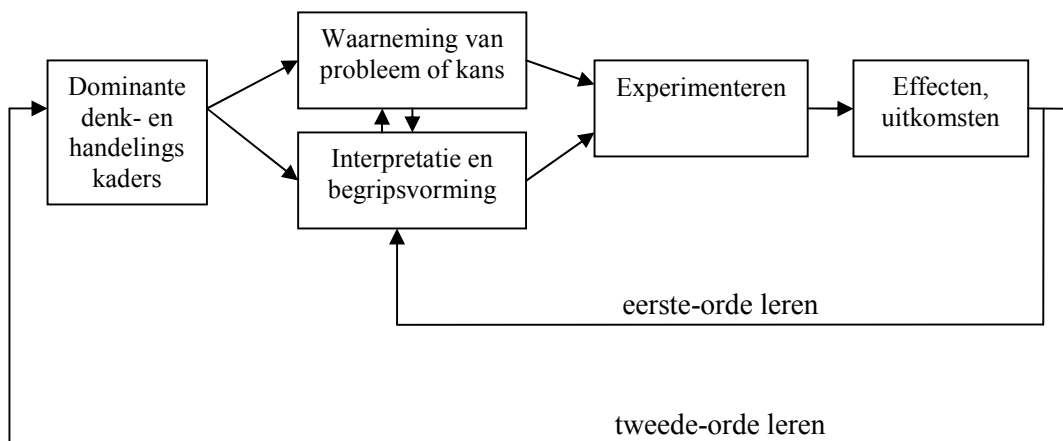 Dominante
denk- en
handelings
kaders
Waarneming van
probleem of kans
Interpretatie en
begripsvorming
Experimenteren
Effecten,
uitkomsten
eerste-orde leren
tweede-orde leren